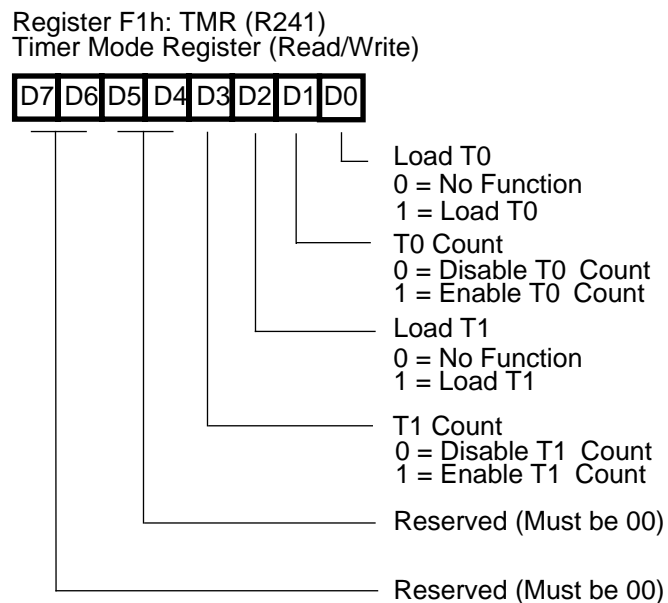 Register F1h: TMR (R241)
Timer Mode Register (Read/Write)
D7 D6 D5 D4 D3 D2 D1 D0
Load T0
0 = No Function
1 = Load T0
T0 Count
0 = Disable T0 Count
1 = Enable T0 Count
Load T1
0 = No Function
1 = Load T1
T1 Count
0 = Disable T1 Count
1 = Enable T1 Count
Reserved (Must be 00)
Reserved (Must be 00)